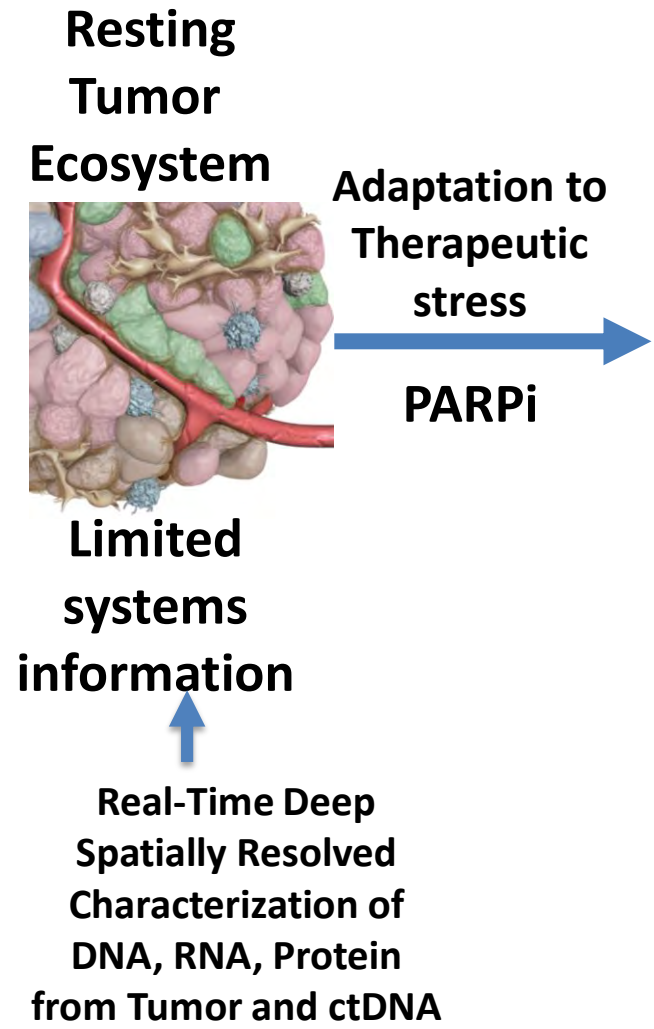 Resting
Tumor
Ecosystem
Adaptation to
Therapeutic
stress
PARPi
Limited
systems
information
Real-Time Deep
Spatially Resolved
Characterization of
DNA, RNA, Protein
from Tumor and ctDNA